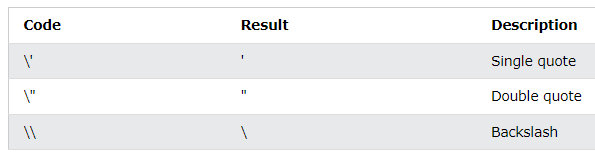 Code Result Description
\' ' Single quote
\" " Double quote
\\ \ Backslash